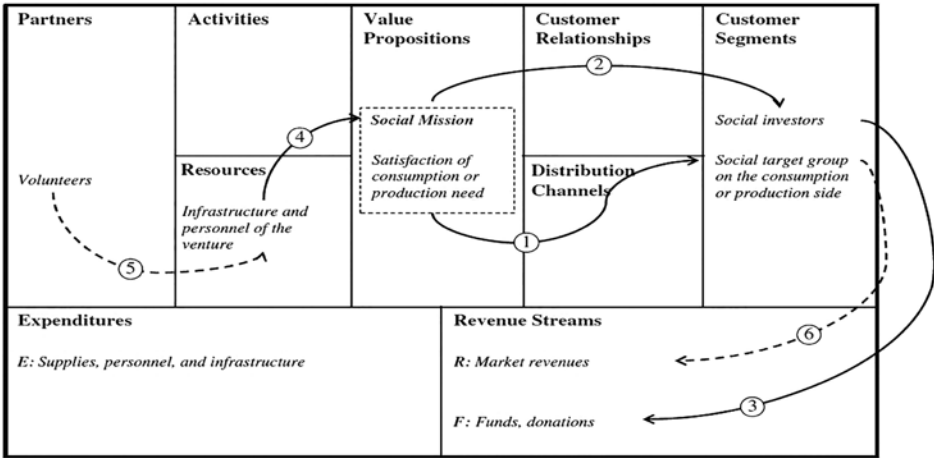 Partners
Activities
Value
Propositions
Customer
Relationships
Customer
Segments
2
Social Mission
Social investors
4
Satisfaction of
consumption or
production need
Social target group
on the consumption
or production side
Resources
Distribution
Channels
Volunteers
Infrastructure and
personnel of the
venture
1
5
Expenditures
Revenue Streams
6
E: Supplies, personnel, and infrastructure
R: Market revenues
3
F: Funds, donations